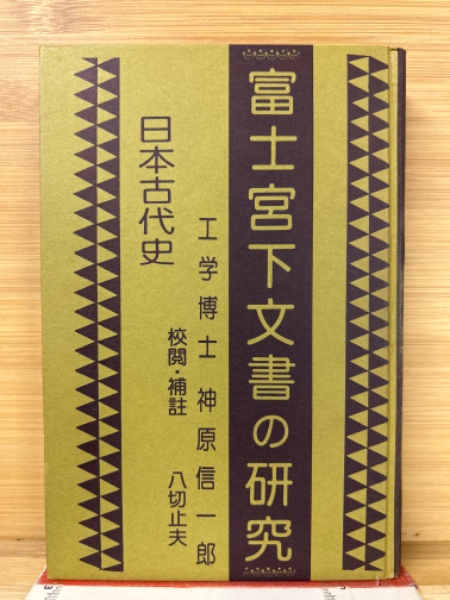 富士宮下文書の研究
工学博士 神原信一郎
校閲・補註 八切止夫
日本古代史